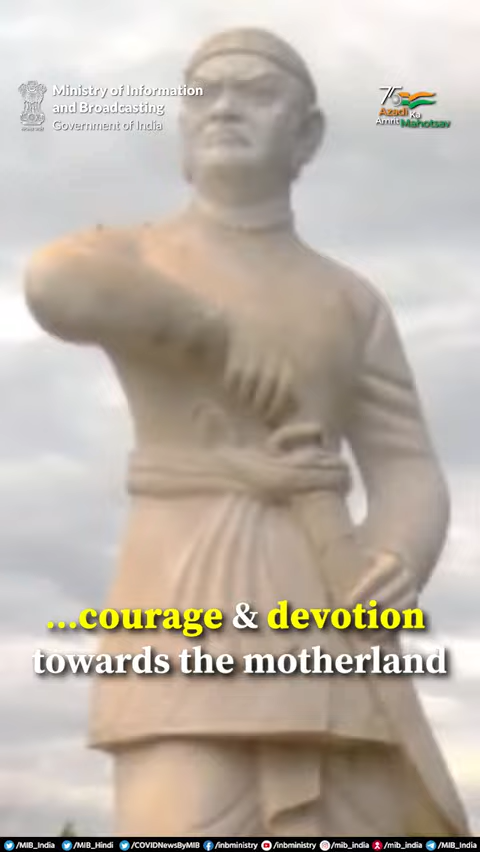 Ministry of Information
and Broadcasting
Government of India
75
Azadi Ka
Amrit Mahotsav
...courage & devotion
towards the motherland
/MIB_India /MIB_Hindi /COVIDNewsByMIB /inbministry /inbministry /mib_india /mib_india /MIB_India